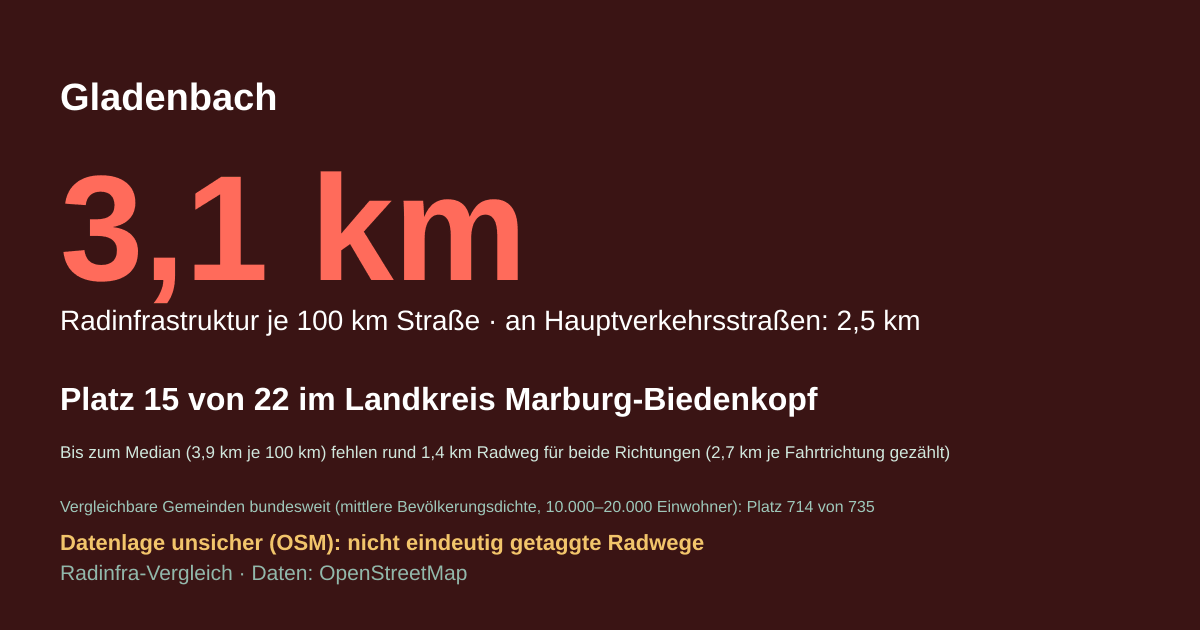 Gladenbach
3,1 km
Radinfrastruktur je 100 km Straße · an Hauptverkehrsstraßen: 2,5 km
Platz 15 von 22 im Landkreis Marburg-Biedenkopf
Bis zum Median (3,9 km je 100 km) fehlen rund 1,4 km Radweg für beide Richtungen (2,7 km je Fahrtrichtung gezählt)
Vergleichbare Gemeinden bundesweit (mittlere Bevölkerungsdichte, 10.000–20.000 Einwohner): Platz 714 von 735
Datenlage unsicher (OSM): nicht eindeutig getaggte Radwege
Radinfra-Vergleich · Daten: OpenStreetMap